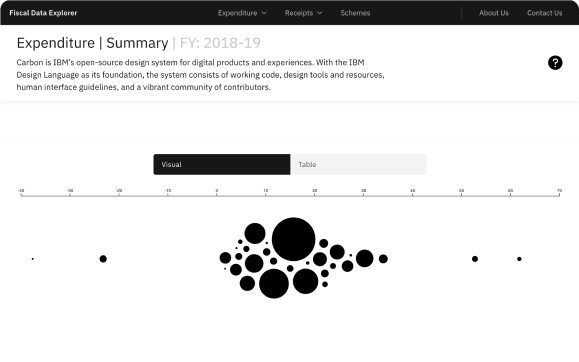 Fiscal Data Explorer
Expenditure
Receipts
Schemes
About Us
Contact Us
Expenditure | Summary | FY: 2018-19
Carbon is IBM's open-source design system for digital products and experiences. With the IBM
Design Language as its foundation, the system consists of working code, design tools and resources,
human interface guidelines, and a vibrant community of contributors.
?
Visual
Table
-40 -30 -20 -10 0 10 20 30 40 50 60 70